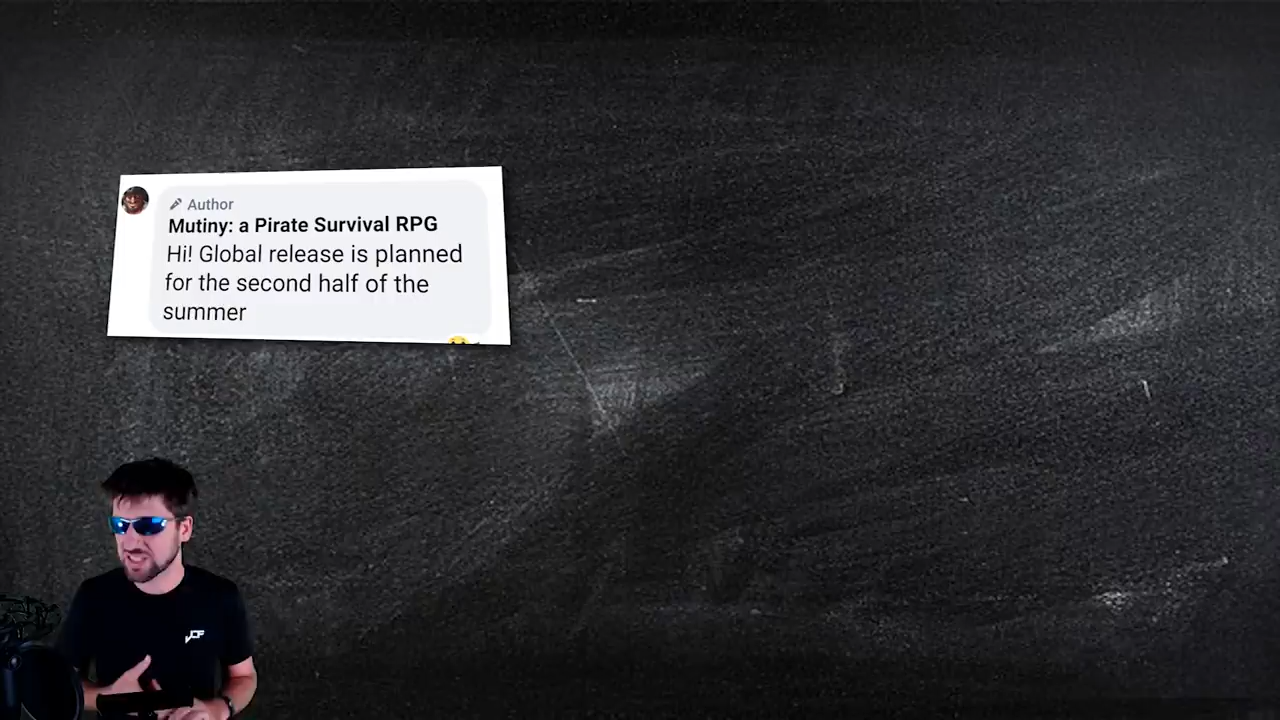 Author
Mutiny: a Pirate Survival RPG
Hi! Global release is planned
for the second half of the
summer